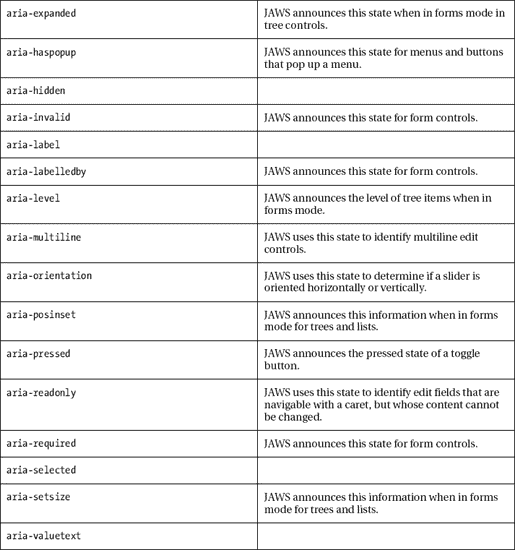 aria-expanded
JAWS announces this state when in forms mode in
tree controls.
aria-haspopup
JAWS announces this state for menus and buttons
that pop up a menu.
aria-hidden
aria-invalid
JAWS announces this state for form controls.
aria-label
aria-labelledby
JAWS announces this state for form controls.
aria-level
JAWS announces the level of tree items when in
forms mode.
aria-multiline
JAWS uses this state to identify multiline edit
controls.
aria-orientation
JAWS uses this state to determine if a slider is
oriented horizontally or vertically.
aria-posinset
JAWS announces this information when in forms
mode for trees and lists.
aria-pressed
JAWS announces the pressed state of a toggle
button.
aria-readonly
JAWS uses this state to identify edit fields that are
navigable with a caret, but whose content cannot
be changed.
aria-required
JAWS announces this state for form controls.
aria-selected
aria-setsize
JAWS announces this information when in forms
mode for trees and lists.
aria-valuetext